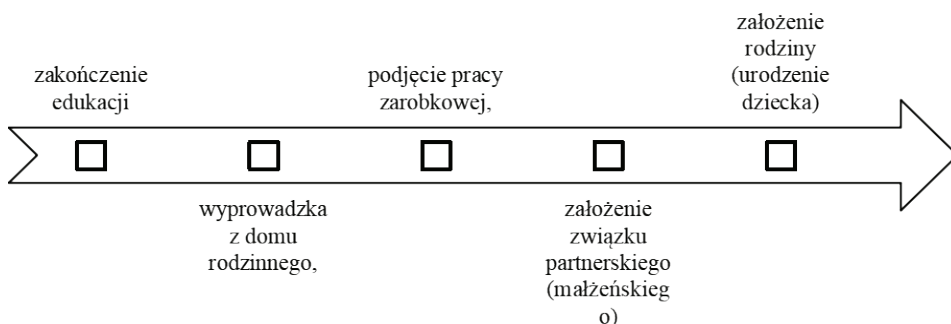 zakończenie
edukacji
wyprowadzka
z domu
rodzinnego,
podjęcie pracy
zarobkowej,
założenie
związku
partnerskiego
(małżeńskieg
o)
założenie
rodziny
(urodzenie
dziecka)